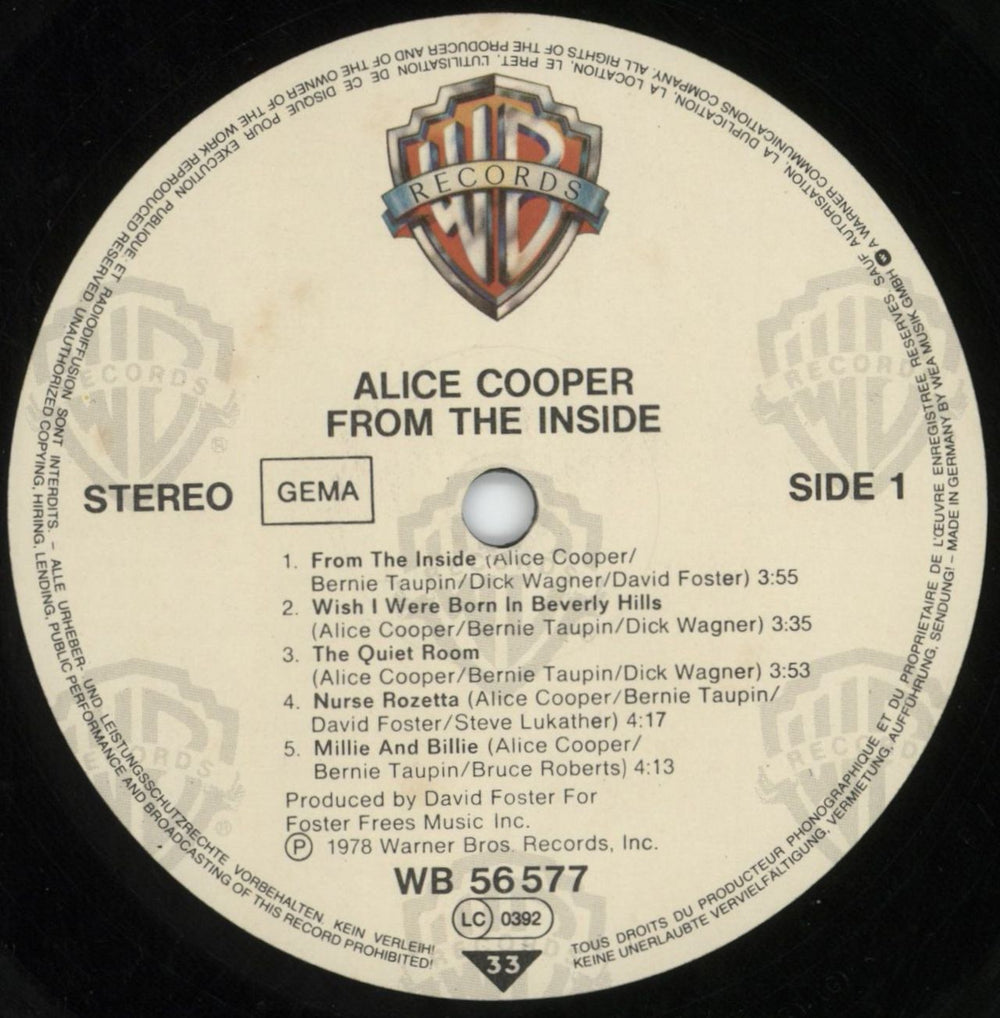 WB
RECORDS
ALICE COOPER
FROM THE INSIDE
STEREO
GEMA
SIDE 1
1. From The Inside (Alice Cooper/
Bernie Taupin/Dick Wagner/David Foster) 3:55
2. Wish I Were Born In Beverly Hills
(Alice Cooper/Bernie Taupin/Dick Wagner) 3:35
3. The Quiet Room
(Alice Cooper/Bernie Taupin/Dick Wagner) 3:53
4. Nurse Rozetta (Alice Cooper/Bernie Taupin/
David Foster/Steve Lukather) 4:17
5. Millie And Billie (Alice Cooper/
Bernie Taupin/Bruce Roberts) 4:13
Produced by David Foster For
Foster Frees Music Inc.
Ⓟ 1978 Warner Bros. Records, Inc.
WB 56 577
LC 0392
33
TOUS DROITS DU PRODUCTEUR PHONOGRAPHIQUE ET DU PROPRIETAIRE DE L'ŒUVRE ENREGISTREE, RESERVES, SAUF AUTORISATION, LA DUPLICATION, LA LOCATION, LE PRET, L'UTILISATION DE CE DISQUE POUR EXECUTION PUBLIQUE ET RADIODIFFUSION SONT INTERDITS. – ALLE URHEBER- UND LEISTUNGSSCHUTZRECHTE VORBEHALTEN. KEIN VERLEIH!
KEINE UNERLAUBTE VERVIELFÄLTIGUNG, VERMIETUNG, AUFFÜHRUNG, SENDUNG! – MADE IN GERMANY BY WEA MUSIK GMBH A WARNER COMMUNICATIONS COMPANY. ALL RIGHTS OF THE PRODUCER AND OF THE OWNER OF THE WORK REPRODUCED RESERVED. UNAUTHORIZED COPYING, HIRING, LENDING, PUBLIC PERFORMANCE AND BROADCASTING OF THIS RECORD PROHIBITED!